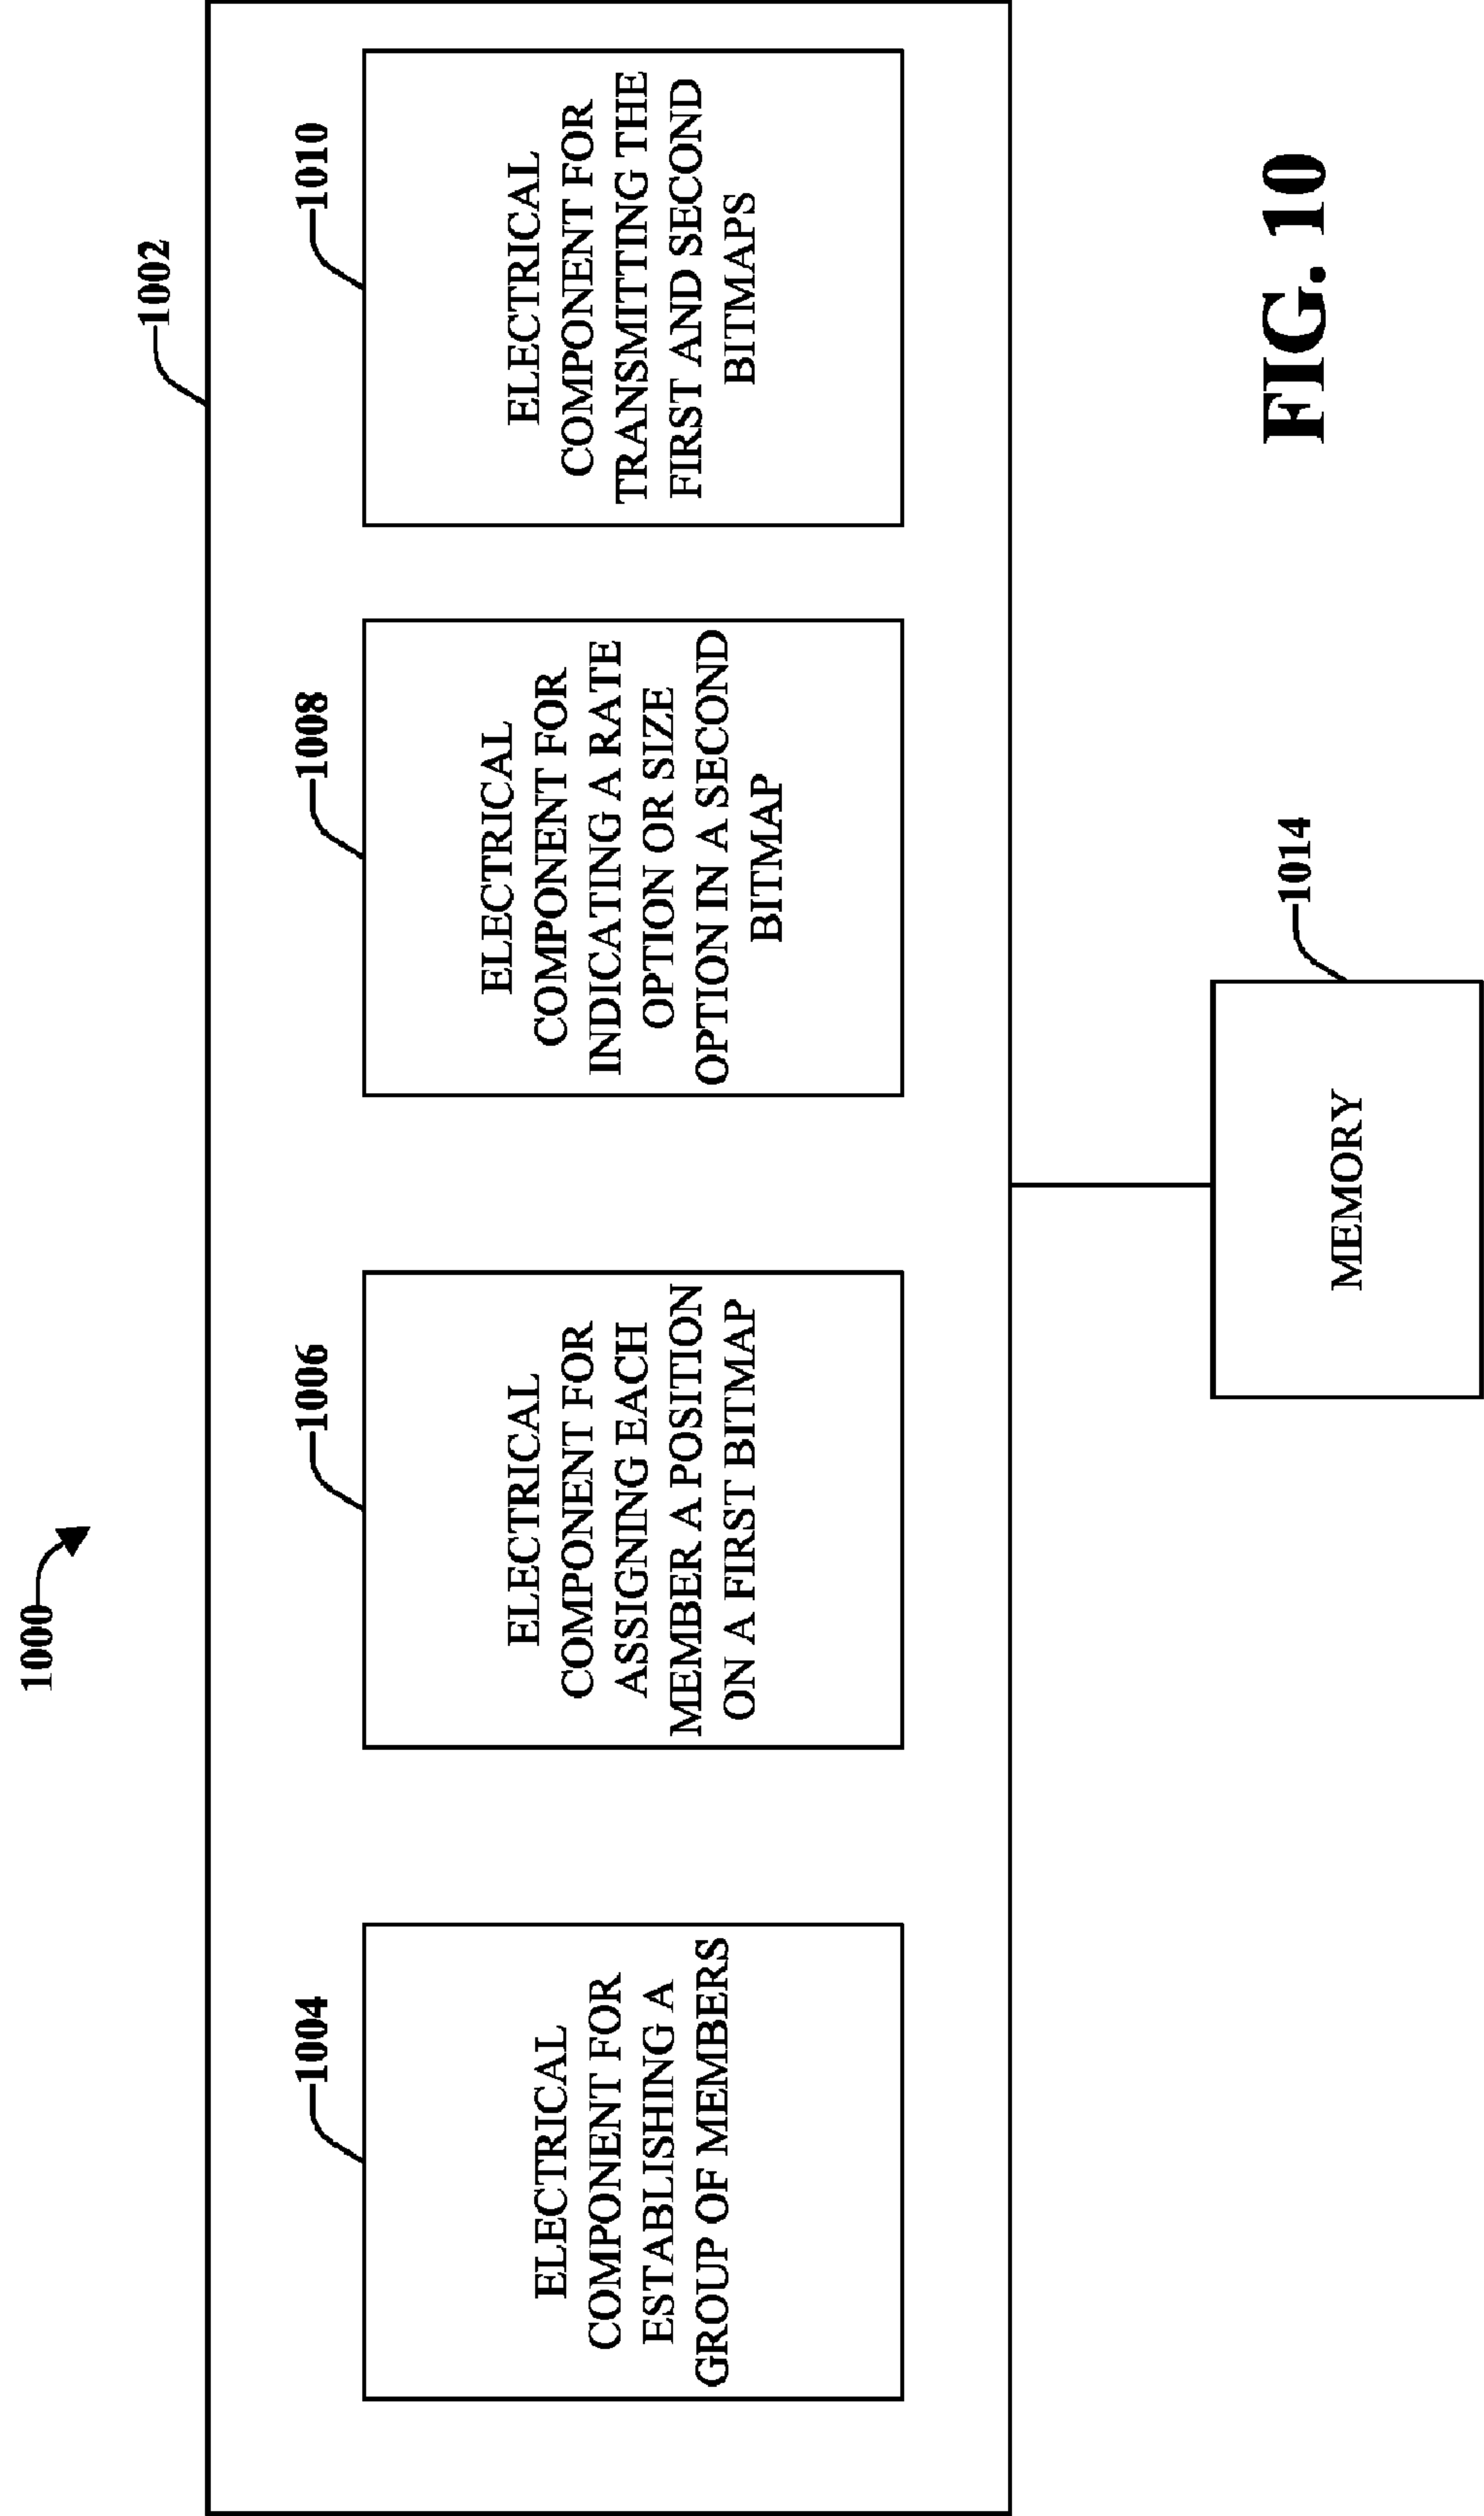 1000
1002
1004
ELECTRICAL
COMPONENT FOR
ESTABLISHING A
GROUP OF MEMBERS
1006
ELECTRICAL
COMPONENT FOR
ASSIGNING EACH
MEMBER A POSITION
ON A FIRST BITMAP
1008
ELECTRICAL
COMPONENT FOR
INDICATING A RATE
OPTION OR SIZE
OPTION IN A SECOND
BITMAP
1010
ELECTRICAL
COMPONENT FOR
TRANSMITTING THE
FIRST AND SECOND
BITMAPS
1014
MEMORY
FIG. 10